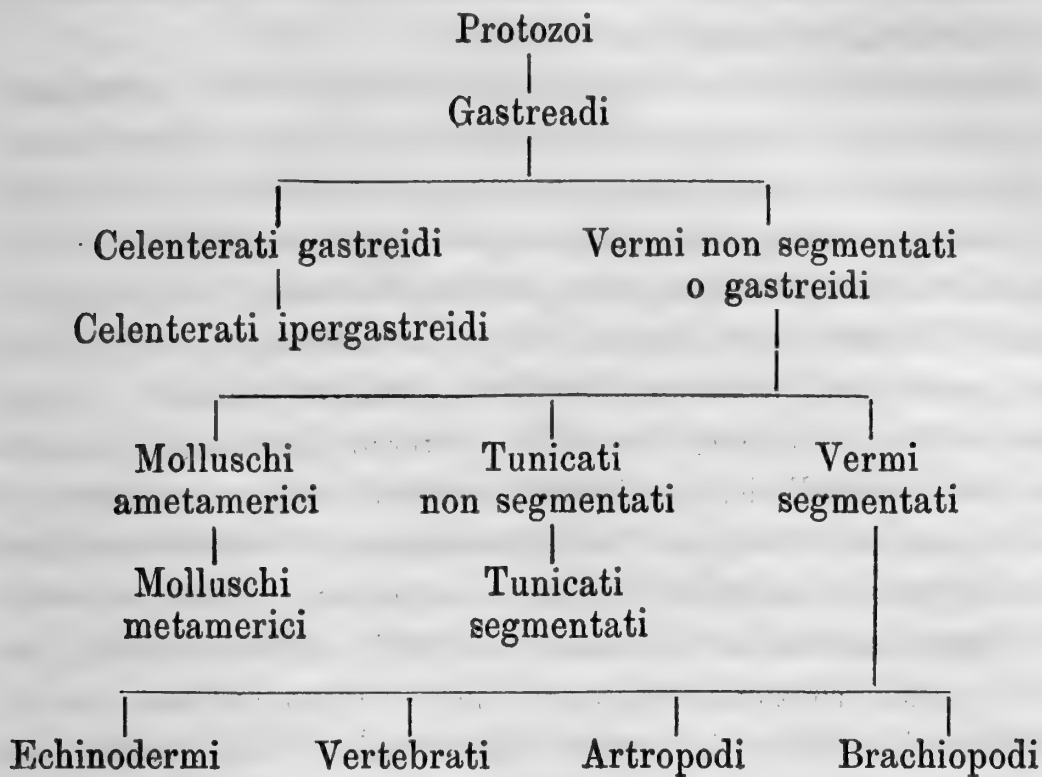 Protozoi
Gastreadi
Celenterati gastreidi
Vermi non segmentati
o gastreidi
Celenterati ipergastreidi
Molluschi
ametamerici
Tunicati
non segmentati
Vermi
segmentati
Molluschi
metamerici
Tunicati
segmentati
Echinodermi Vertebrati Artropodi Brachiopodi